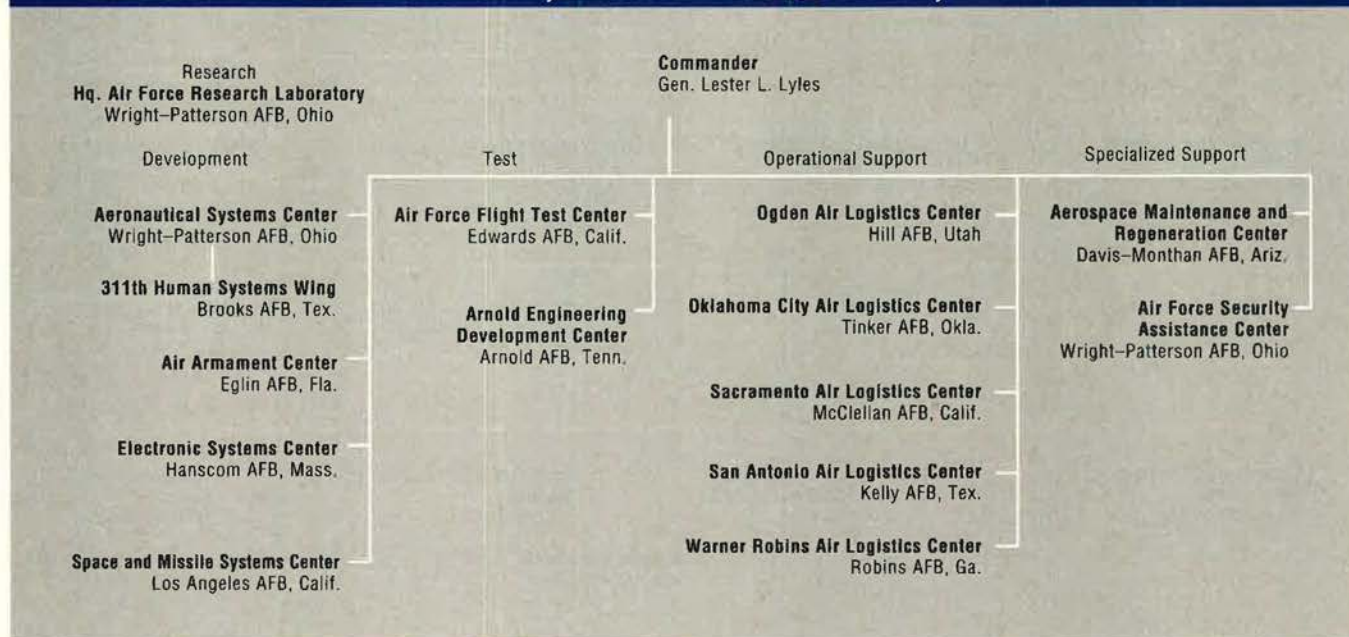 Research
Hq. Air Force Research Laboratory
Wright–Patterson AFB, Ohio
Commander
Gen. Lester L. Lyles
Development
Aeronautical Systems Center
Wright–Patterson AFB, Ohio
311th Human Systems Wing
Brooks AFB, Tex.
Air Armament Center
Eglin AFB, Fla.
Electronic Systems Center
Hanscom AFB, Mass.
Space and Missile Systems Center
Los Angeles AFB, Calif.
Test
Air Force Flight Test Center
Edwards AFB, Calif.
Arnold Engineering
Development Center
Arnold AFB, Tenn.
Operational Support
Ogden Air Logistics Center
Hill AFB, Utah
Oklahoma City Air Logistics Center
Tinker AFB, Okla.
Sacramento Air Logistics Center
McClellan AFB, Calif.
San Antonio Air Logistics Center
Kelly AFB, Tex.
Warner Robins Air Logistics Center
Robins AFB, Ga.
Specialized Support
Aerospace Maintenance and
Regeneration Center
Davis–Monthan AFB, Ariz.
Air Force Security
Assistance Center
Wright–Patterson AFB, Ohio